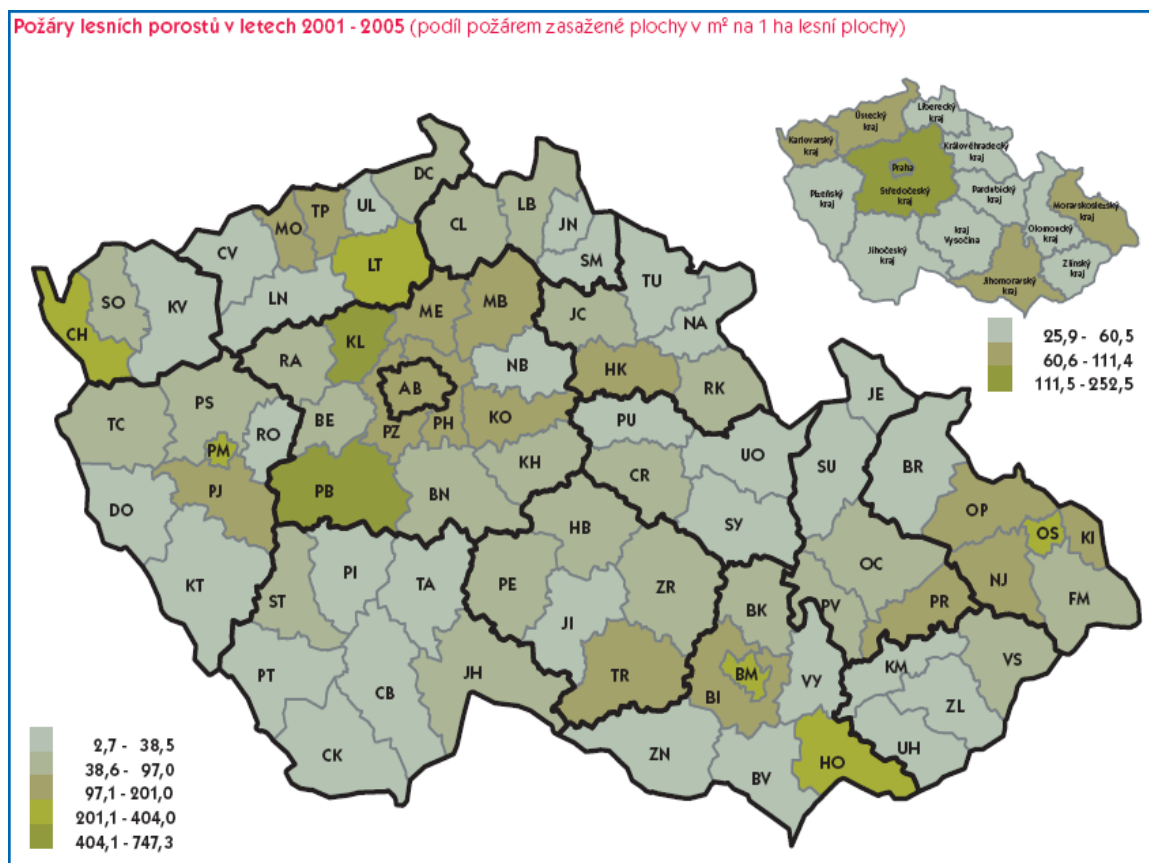 Požáry lesních porostů v letech 2001 - 2005 (podíl požárem zasažené plochy v m² na 1 ha lesní plochy)
Liberecký
kraj
Ústecký
kraj
Karlovarský
kraj
Královéhradecký
kraj
Praha
Plzeňský
kraj
Středočeský
kraj
Pardubický
kraj
Moravskoslezský
kraj
Olomoucký
kraj
kraj
Vysočina
Jihočeský
kraj
Zlínský
kraj
Jihomoravský
kraj
25,9 - 60,5
60,6 - 111,4
111,5 - 252,5
DC
UL
TP
MO
LB
JN
CL
CV
LT
SM
TU
LN
SO
KV
CH
ME
MB
JC
NA
KL
RA
NB
HK
RK
AB
JE
PS
TC
BE
PZ
PH
KO
PU
RO
PM
UO
SU
BR
KH
CR
PJ
PB
BN
DO
SY
OP
OS
KI
HB
OC
KT
PI
TA
NJ
ST
PE
ZR
PR
FM
BK
PV
JI
VS
KM
PT
JH
TR
BM
BI
VY
CB
ZL
UH
CK
ZN
HO
BV
2,7 - 38,5
38,6 - 97,0
97,1 - 201,0
201,1 - 404,0
404,1 - 747,3